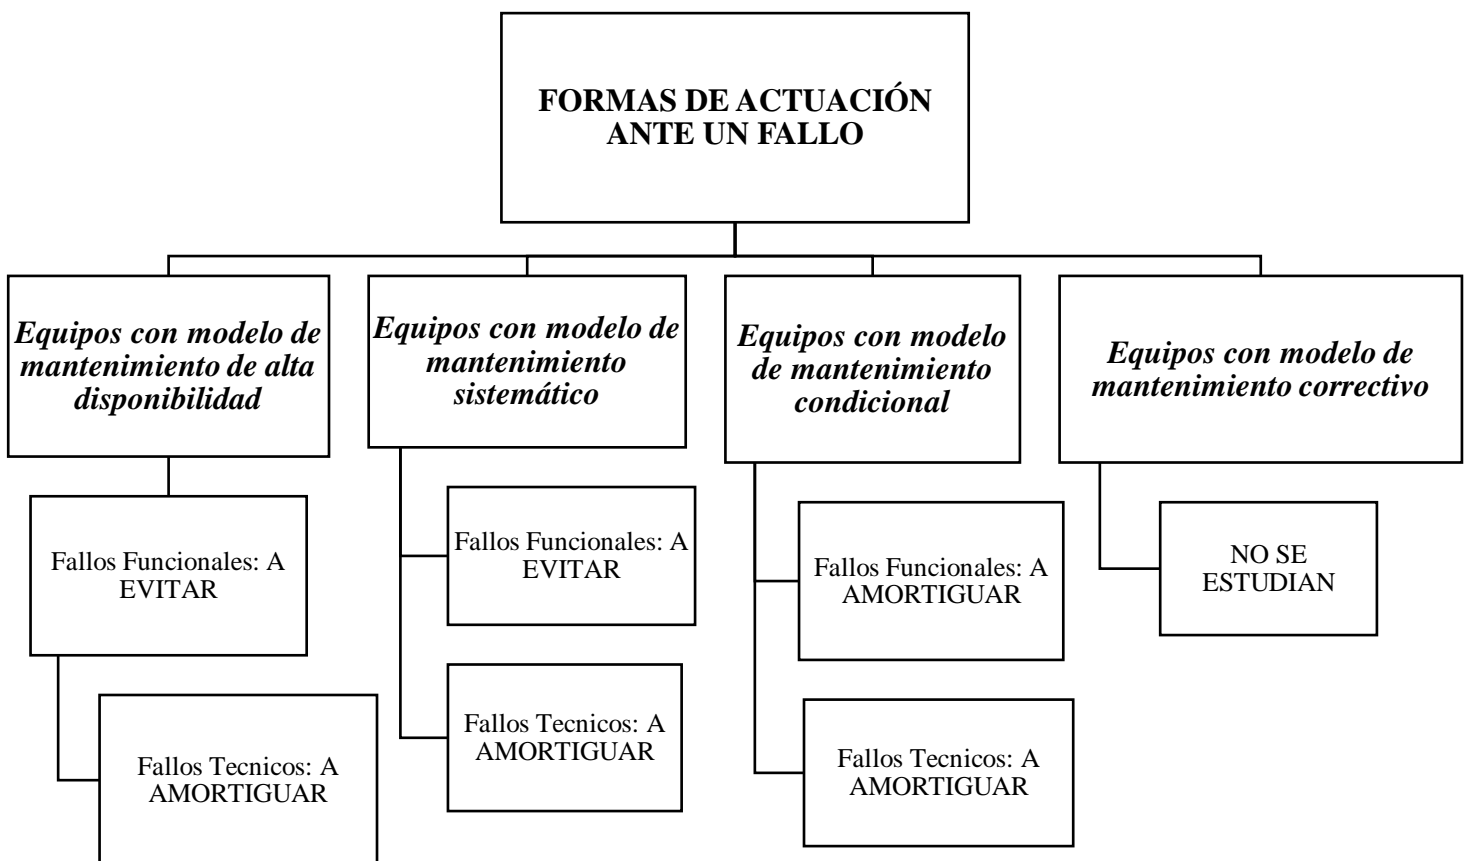 FORMAS DE ACTUACIÓN
ANTE UN FALLO
Equipos con modelo de
mantenimiento de alta
disponibilidad
Fallos Funcionales: A
EVITAR
Fallos Tecnicos: A
AMORTIGUAR
Equipos con modelo de
mantenimiento
sistemático
Fallos Funcionales: A
EVITAR
Fallos Tecnicos: A
AMORTIGUAR
Equipos con modelo
de mantenimiento
condicional
Fallos Funcionales: A
AMORTIGUAR
Fallos Tecnicos: A
AMORTIGUAR
Equipos con modelo de
mantenimiento correctivo
NO SE
ESTUDIAN